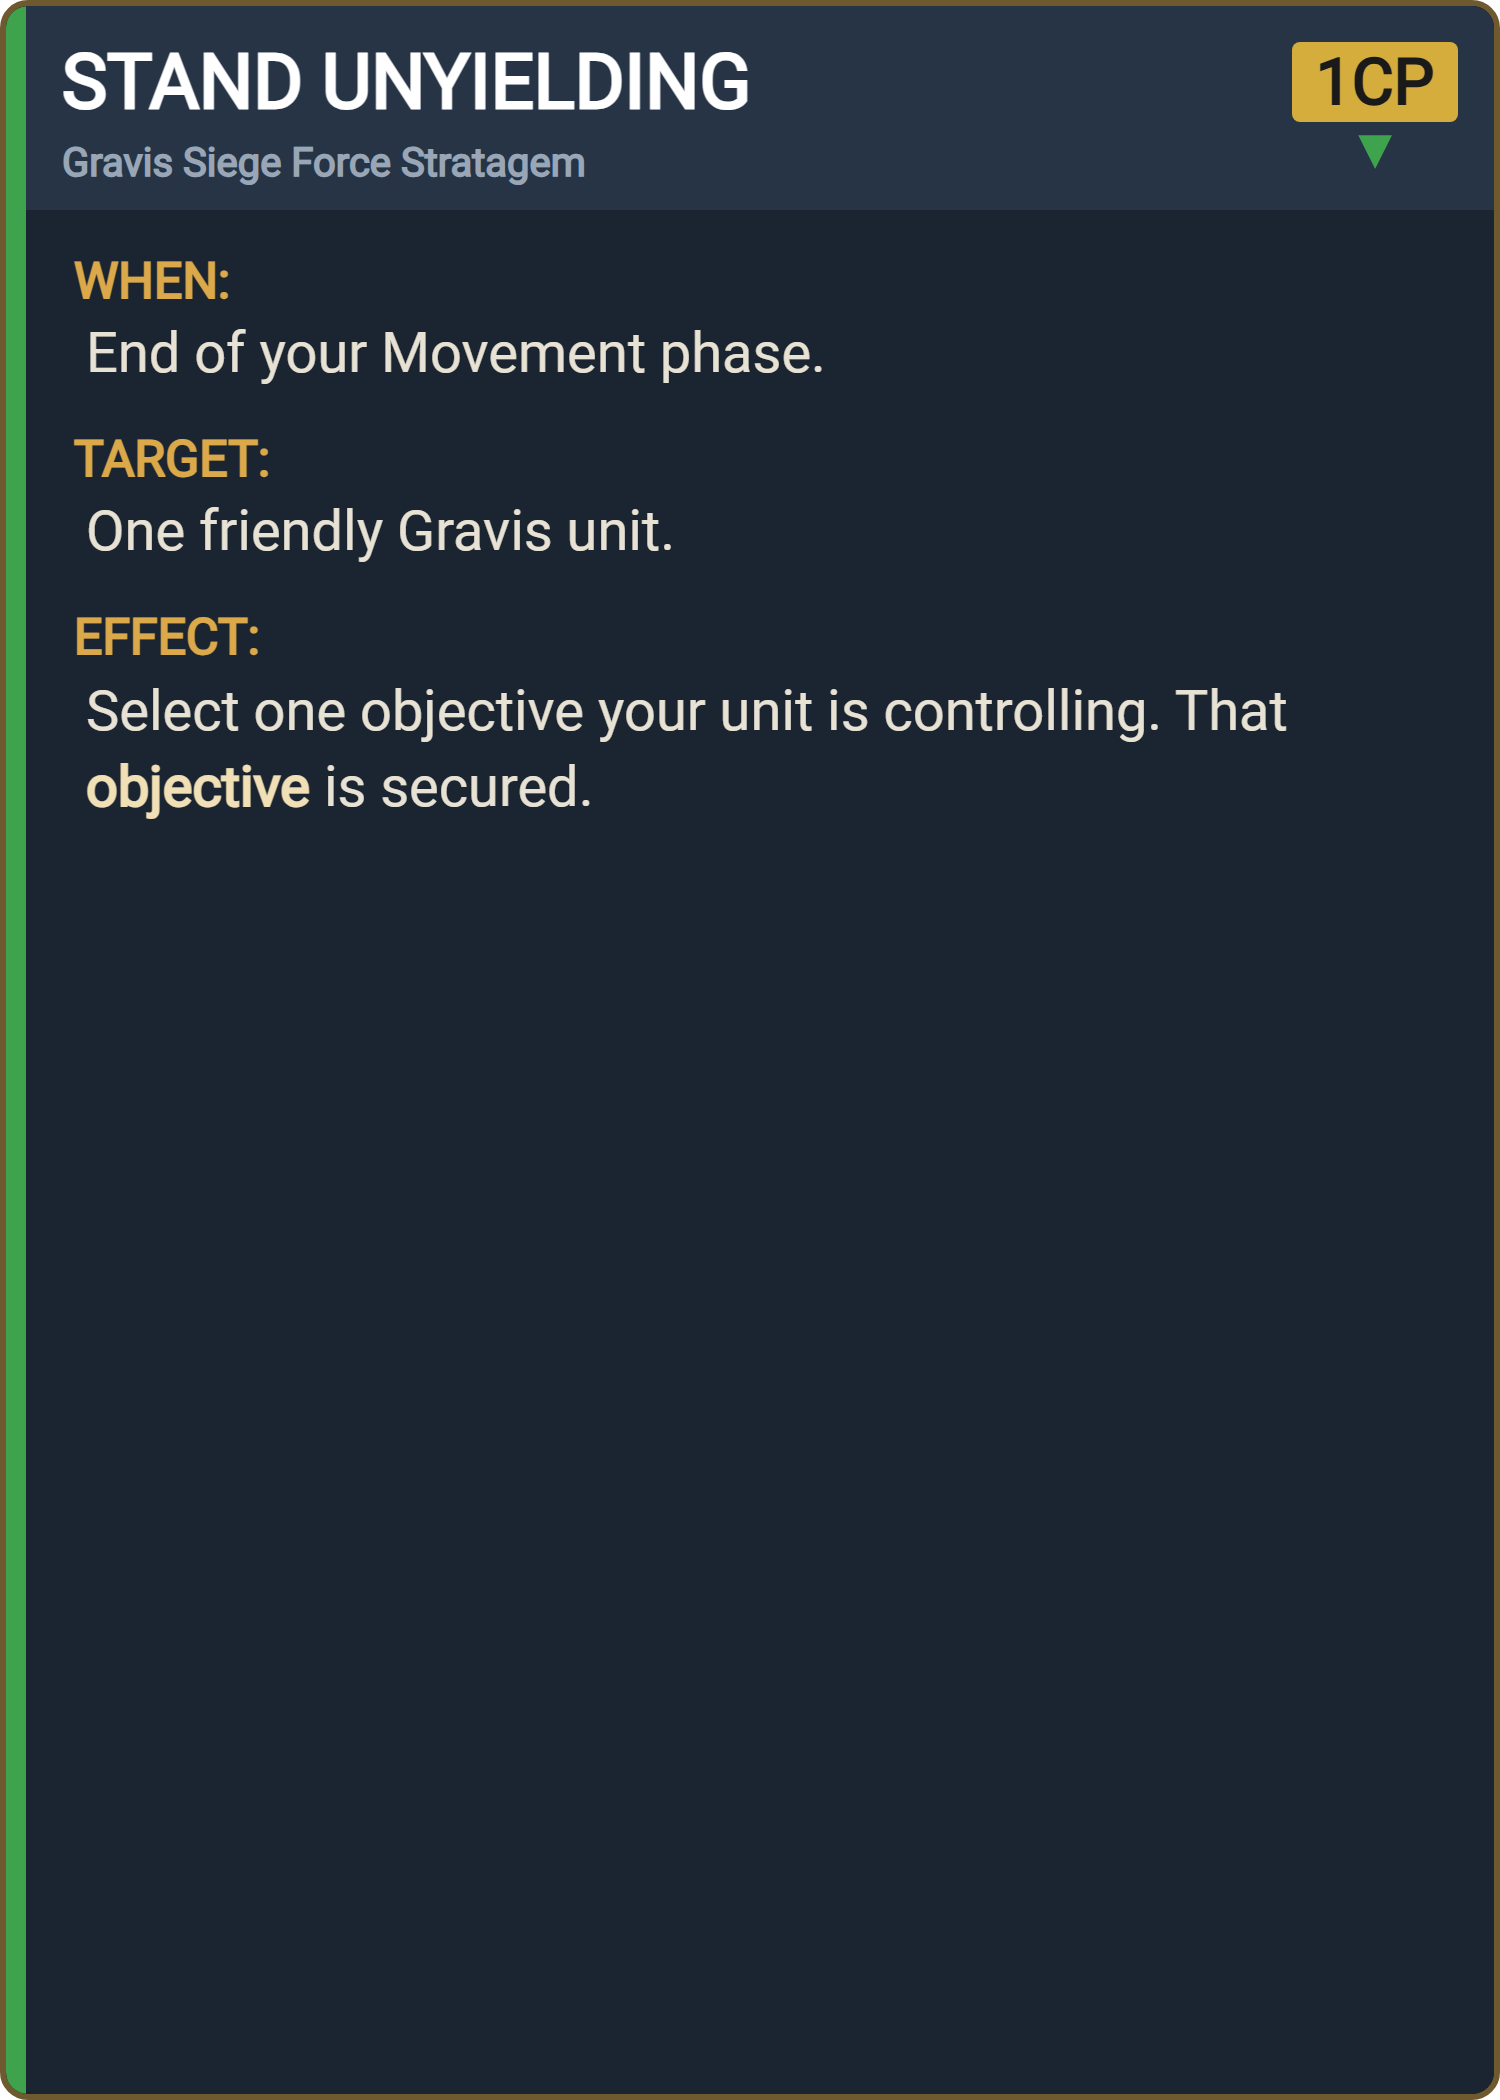 STAND UNYIELDING
1CP
Gravis Siege Force Stratagem
WHEN:
End of your Movement phase.
TARGET:
One friendly Gravis unit.
EFFECT:
Select one objective your unit is controlling. That
objective is secured.